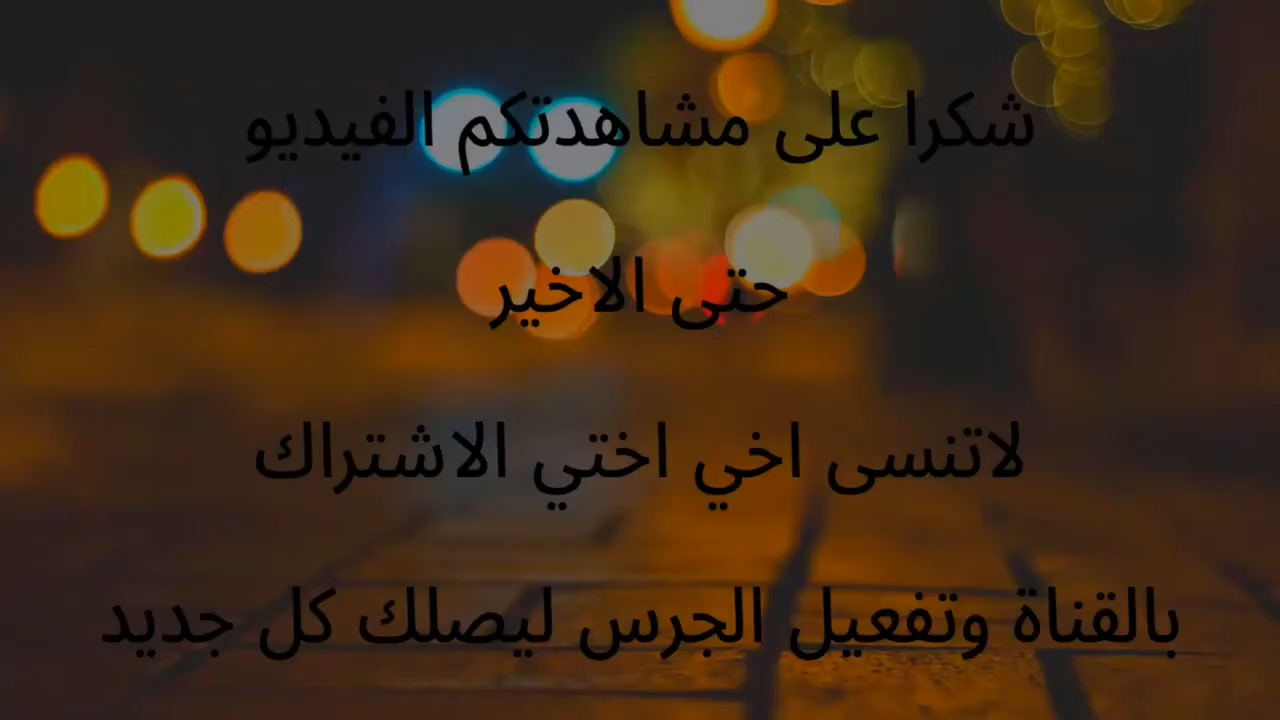 شكرا على مشاهدتكم الفيديو
حتى الاخير
لاتنسى اخي اختي الاشتراك
بالقناة وتفعيل الجرس ليصلك كل جديد